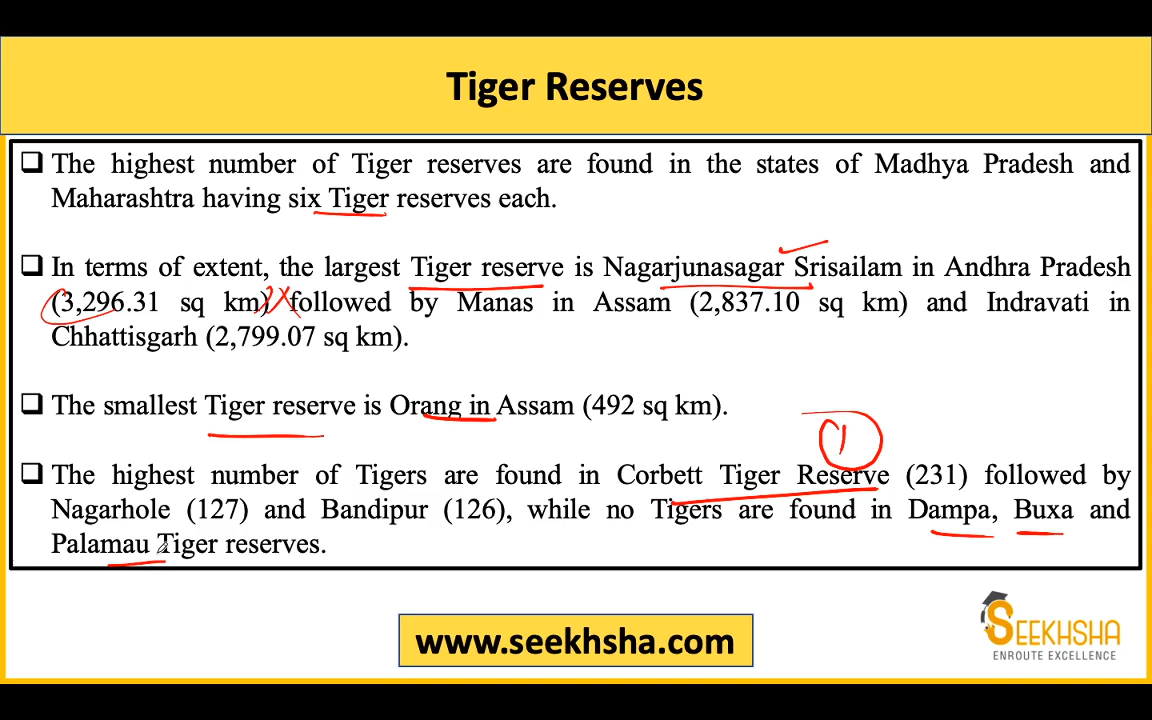 Tiger Reserves
❑ The highest number of Tiger reserves are found in the states of Madhya Pradesh and
Maharashtra having six Tiger reserves each.
❑ In terms of extent, the largest Tiger reserve is Nagarjunasagar Srisailam in Andhra Pradesh
(3,296.31 sq km), followed by Manas in Assam (2,837.10 sq km) and Indravati in
Chhattisgarh (2,799.07 sq km).
❑ The smallest Tiger reserve is Orang in Assam (492 sq km).
1
❑ The highest number of Tigers are found in Corbett Tiger Reserve (231) followed by
Nagarhole (127) and Bandipur (126), while no Tigers are found in Dampa, Buxa and
Palamau Tiger reserves.
www.seekhsha.com
SEEKHSHA
ENROUTE EXCELLENCE